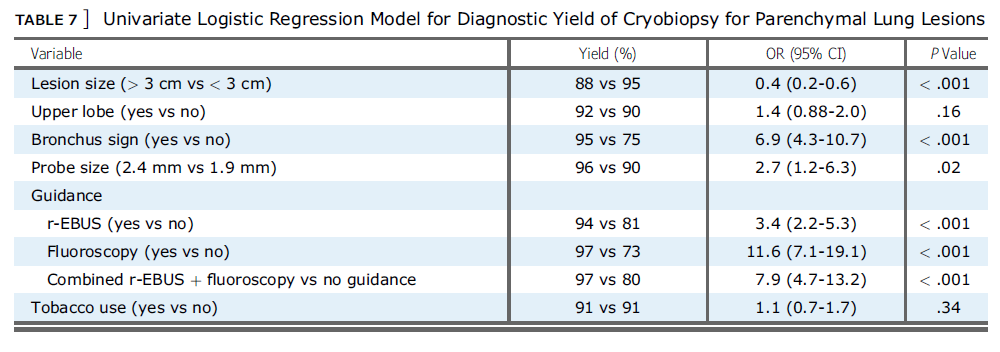 TABLE 7 ] Univariate Logistic Regression Model for Diagnostic Yield of Cryobiopsy for Parenchymal Lung Lesions
Variable Yield (%) OR (95% CI) P Value
Lesion size (> 3 cm vs < 3 cm) 88 vs 95 0.4 (0.2-0.6) < .001
Upper lobe (yes vs no) 92 vs 90 1.4 (0.88-2.0) .16
Bronchus sign (yes vs no) 95 vs 75 6.9 (4.3-10.7) < .001
Probe size (2.4 mm vs 1.9 mm) 96 vs 90 2.7 (1.2-6.3) .02
Guidance
r-EBUS (yes vs no) 94 vs 81 3.4 (2.2-5.3) < .001
Fluoroscopy (yes vs no) 97 vs 73 11.6 (7.1-19.1) < .001
Combined r-EBUS + fluoroscopy vs no guidance 97 vs 80 7.9 (4.7-13.2) < .001
Tobacco use (yes vs no) 91 vs 91 1.1 (0.7-1.7) .34